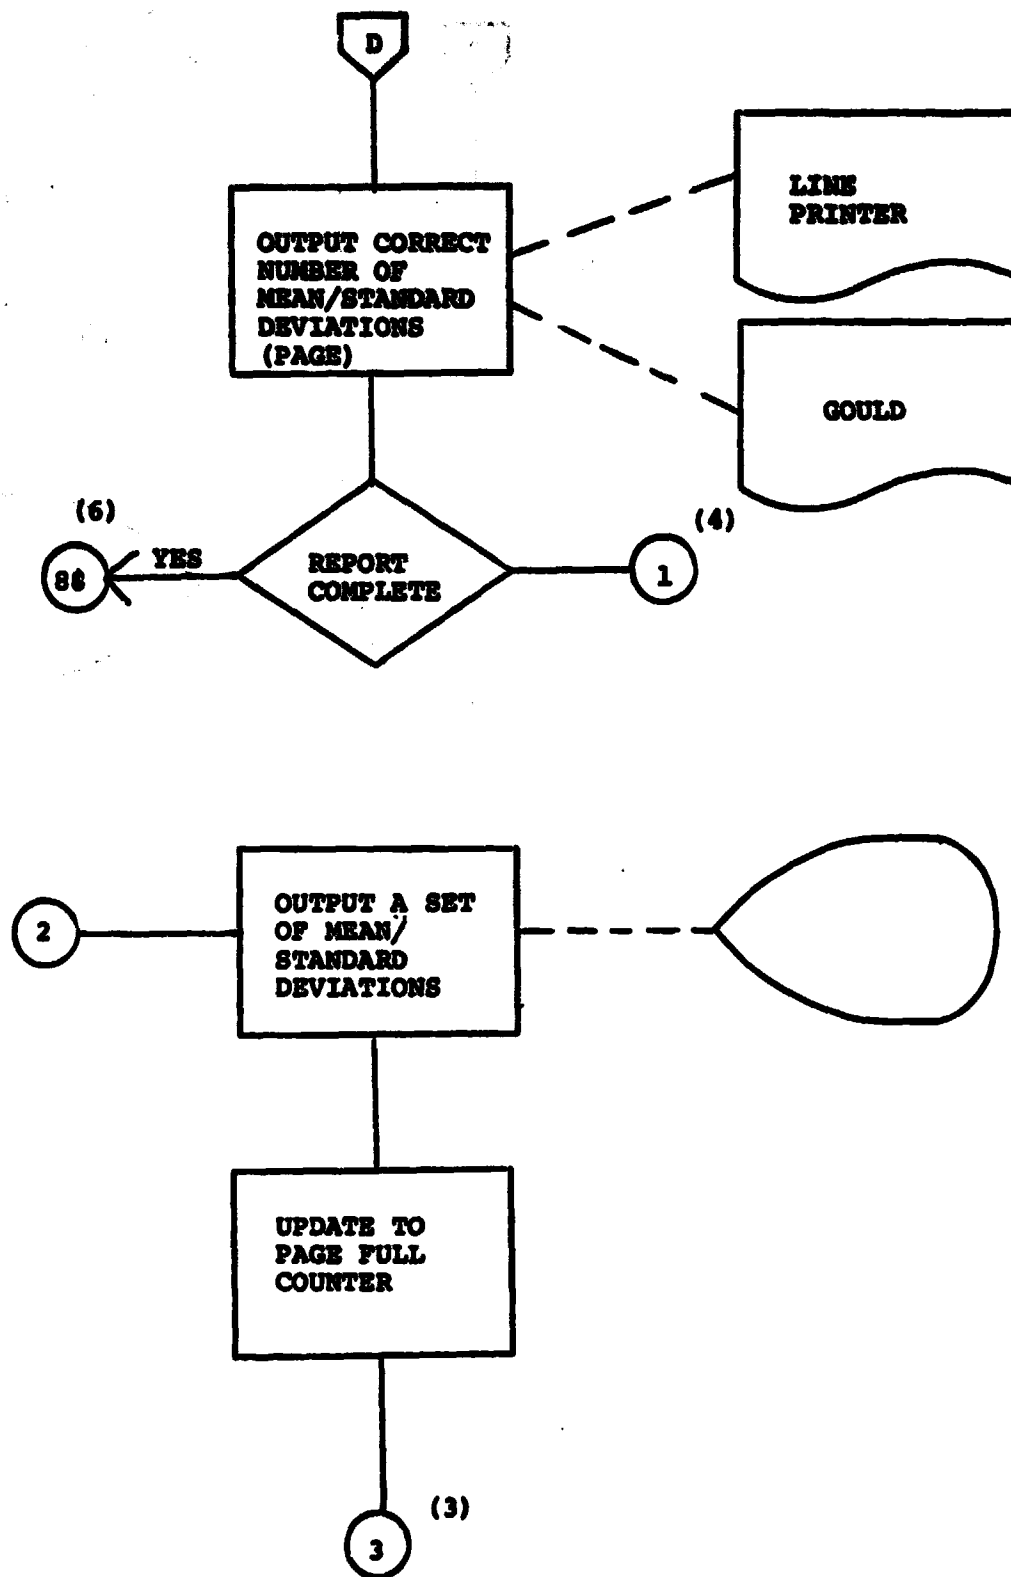 D
LINE
PRINTER
OUTPUT CORRECT
NUMBER OF
MEAN/STANDARD
DEVIATIONS
(PAGE)
GOULD
(6)
(4)
YES
8$
REPORT
COMPLETE
1
2
OUTPUT A SET
OF MEAN/
STANDARD
DEVIATIONS
UPDATE TO
PAGE FULL
COUNTER
(3)
3